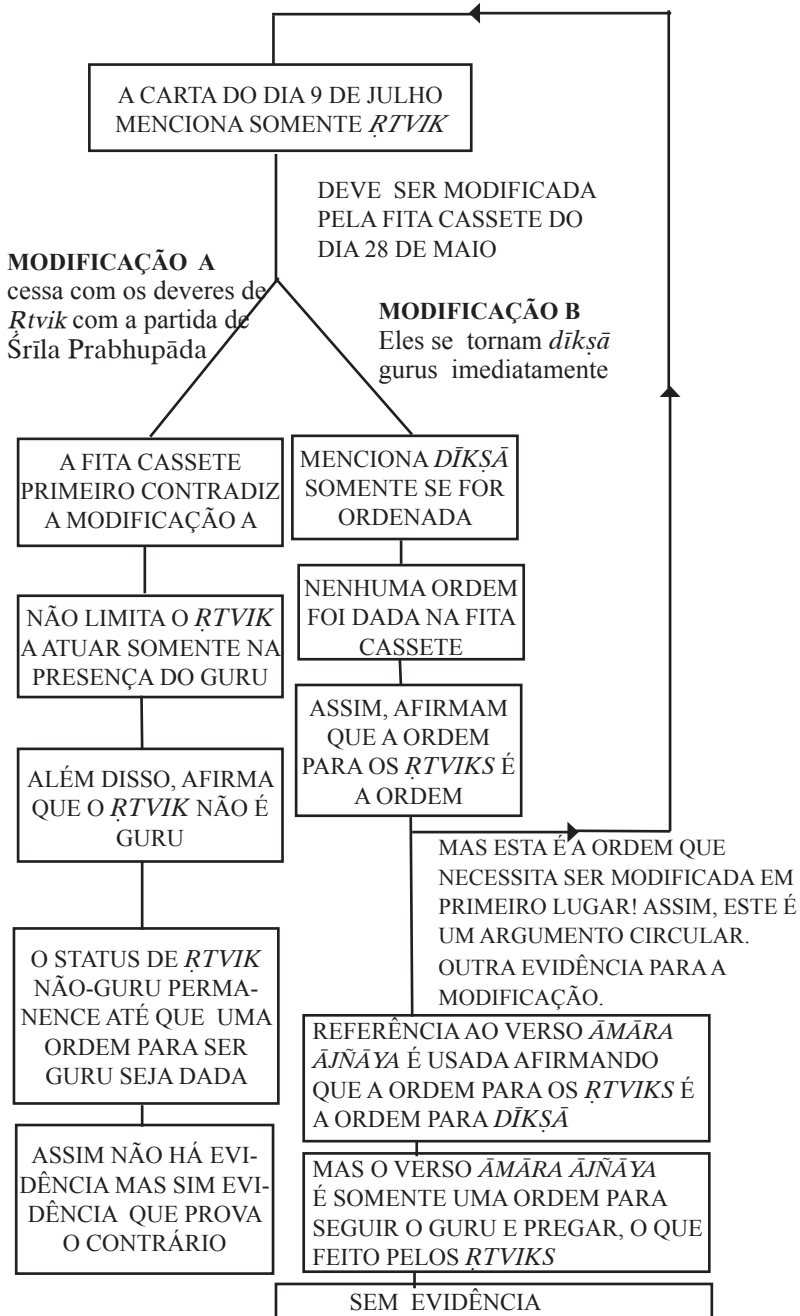 A CARTA DO DIA 9 DE JULHO
MENCIONA SOMENTE ṚTVIK
DEVE SER MODIFICADA
PELA FITA CASSETE DO
DIA 28 DE MAIO
MODIFICAÇÃO A
cessa com os deveres de
Ṛtvik com a partida de
Śrīla Prabhupāda
MODIFICAÇÃO B
Eles se tornam dīkṣā
gurus imediatamente
A FITA CASSETE
PRIMEIRO CONTRADIZ
A MODIFICAÇÃO A
NÃO LIMITA O ṚTVIK
A ATUAR SOMENTE NA
PRESENÇA DO GURU
ALÉM DISSO, AFIRMA
QUE O ṚTVIK NÃO É
GURU
O STATUS DE ṚTVIK
NÃO-GURU PERMA-
NENCE ATÉ QUE UMA
ORDEM PARA SER
GURU SEJA DADA
ASSIM NÃO HÁ EVI-
DÊNCIA MAS SIM EVI-
DÊNCIA QUE PROVA
O CONTRÁRIO
MENCIONA DĪKṢĀ
SOMENTE SE FOR
ORDENADA
NENHUMA ORDEM
FOI DADA NA FITA
CASSETE
ASSIM, AFIRMAM
QUE A ORDEM
PARA OS ṚTVIKS É
A ORDEM
MAS ESTA É A ORDEM QUE
NECESSITA SER MODIFICADA EM
PRIMEIRO LUGAR! ASSIM, ESTE É
UM ARGUMENTO CIRCULAR.
OUTRA EVIDÊNCIA PARA A
MODIFICAÇÃO.
REFERÊNCIA AO VERSO ĀMĀRA
ĀJÑĀYA É USADA AFIRMANDO
QUE A ORDEM PARA OS ṚTVIKS É
A ORDEM PARA DĪKṢĀ
MAS O VERSO ĀMĀRA ĀJÑĀYA
É SOMENTE UMA ORDEM PARA
SEGUIR O GURU E PREGAR, O QUE
FEITO PELOS ṚTVIKS
SEM EVIDÊNCIA